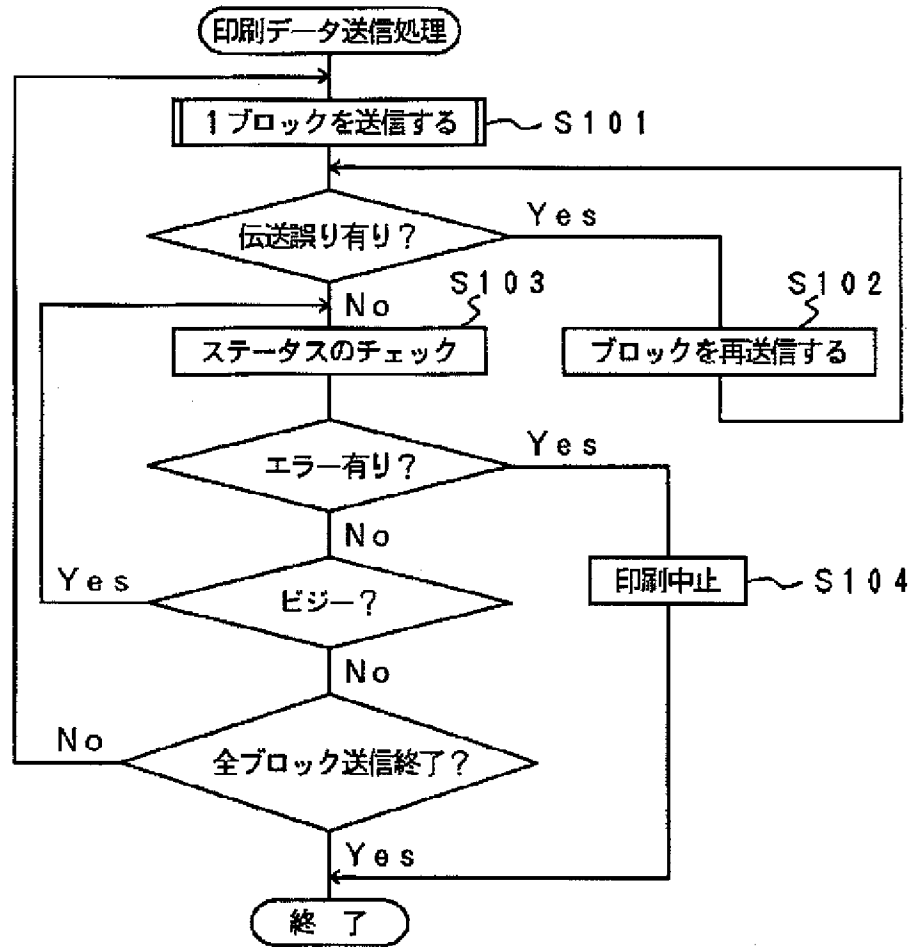 印刷データ送信処理
1ブロックを送信する
S101
伝送誤り有り?
Yes
No
S103
S102
ステータスのチェック
ブロックを再送信する
エラー有り?
Yes
No
Yes
ビジー?
印刷中止
S104
No
No
全ブロック送信終了?
Yes
終了